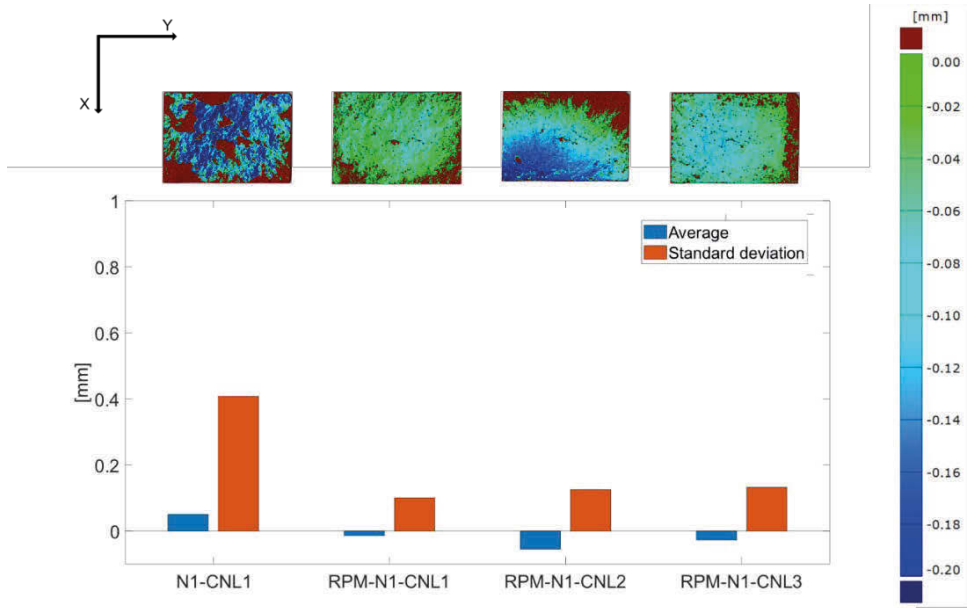 Y
X
[mm]
0.00
-0.02
-0.04
-0.06
-0.08
-0.10
-0.12
-0.14
-0.16
-0.18
-0.20
1
0.8
0.6
0.4
0.2
0
[mm]
Average
Standard deviation
N1-CNL1
RPM-N1-CNL1
RPM-N1-CNL2
RPM-N1-CNL3